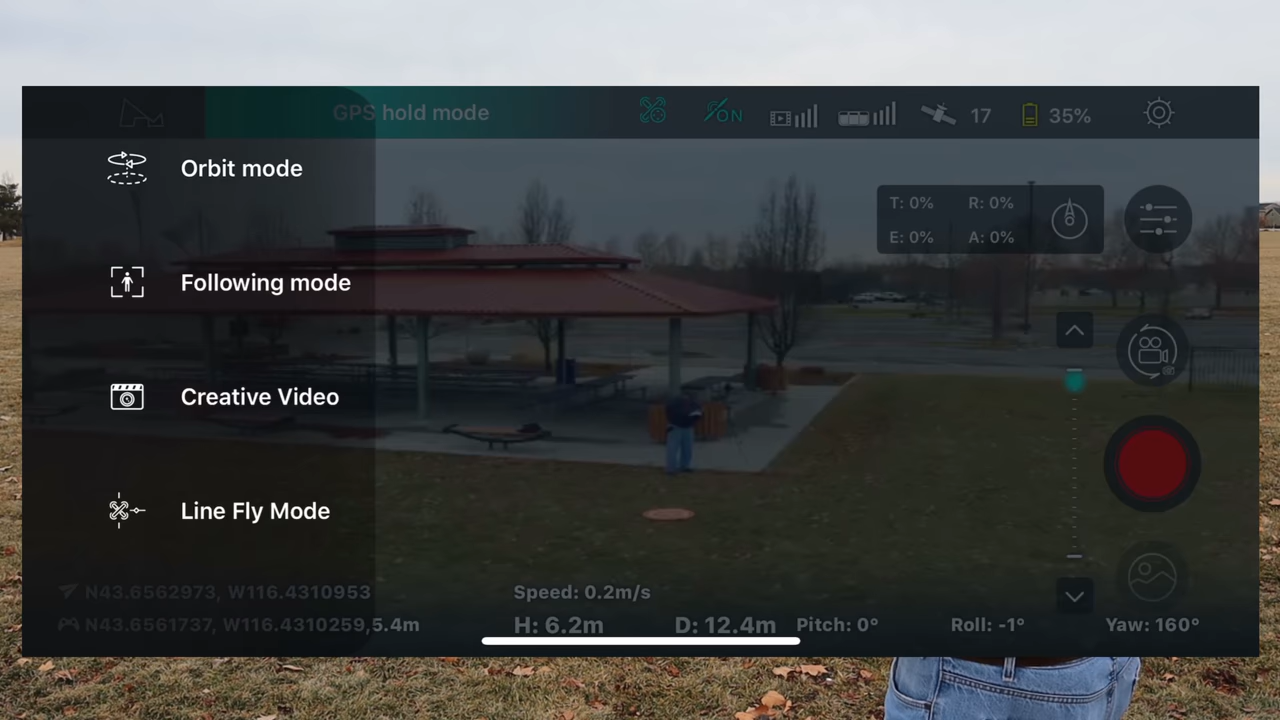 GPS hold mode
ON
17
35%
Orbit mode
T: 0% R: 0%
E: 0% A: 0%
Following mode
Creative Video
Line Fly Mode
N43.6562973, W116.4310953
Speed: 0.2m/s
N43.6561737, W116.4310259,5.4m
H: 6.2m D: 12.4m Pitch: 0° Roll: -1° Yaw: 160°